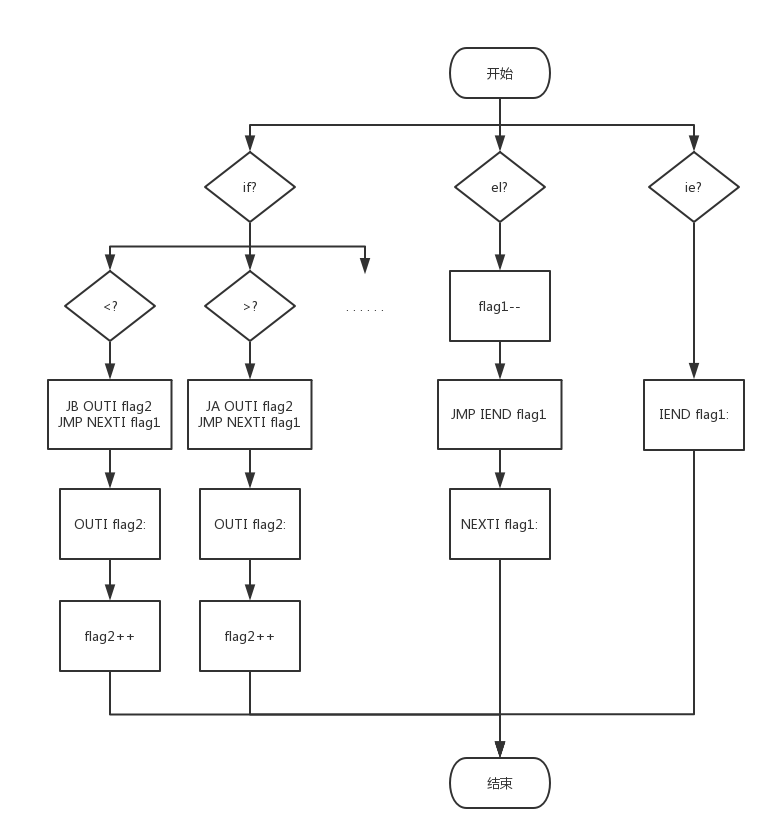 开始
if?
el?
ie?
<?
>?
......
flag1--
JB OUTI flag2
JMP NEXTI flag1
JA OUTI flag2
JMP NEXTI flag1
JMP IEND flag1
IEND flag1:
OUTI flag2:
OUTI flag2:
NEXTI flag1:
flag2++
flag2++
结束